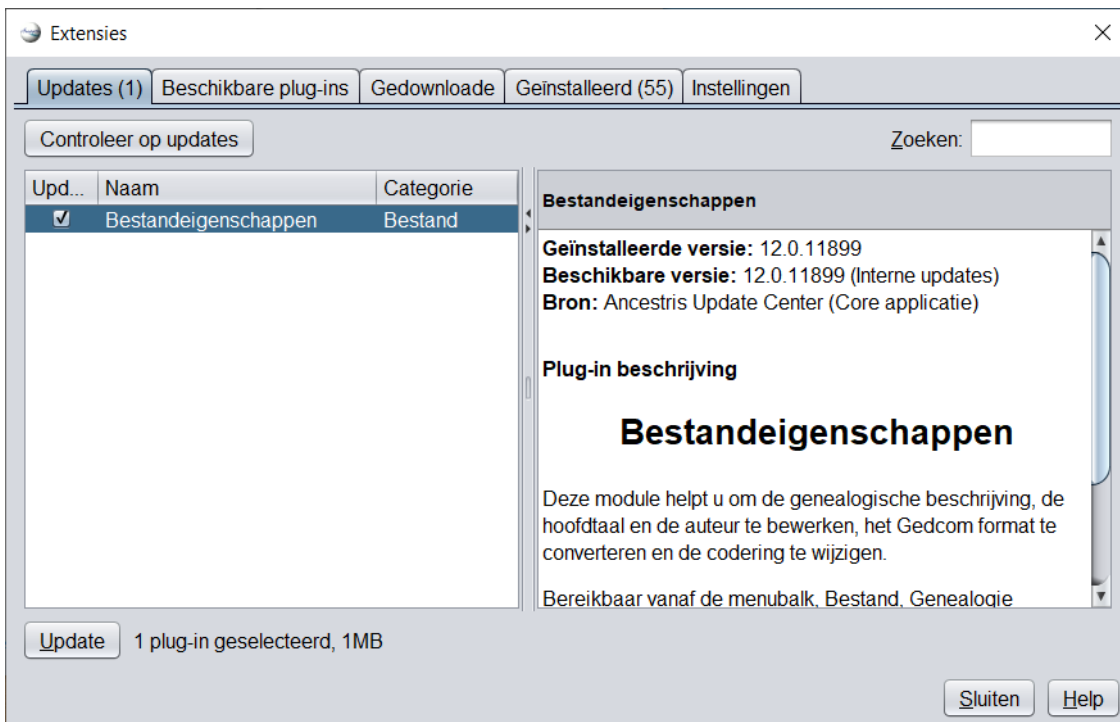 Extensies
Updates (1) Beschikbare plug-ins Gedownloade Geïnstalleerd (55) Instellingen
Controleer op updates Zoeken:
Upd... Naam Categorie
Bestandeigenschappen Bestand
Bestandeigenschappen
Geïnstalleerde versie: 12.0.11899
Beschikbare versie: 12.0.11899 (Interne updates)
Bron: Ancestris Update Center (Core applicatie)
Plug-in beschrijving
Bestandeigenschappen
Deze module helpt u om de genealogische beschrijving, de
hoofdtaal en de auteur te bewerken, het Gedcom format te
converteren en de codering te wijzigen.
Bereikbaar vanaf de menubalk, Bestand, Genealogie
Update 1 plug-in geselecteerd, 1MB
Sluiten Help